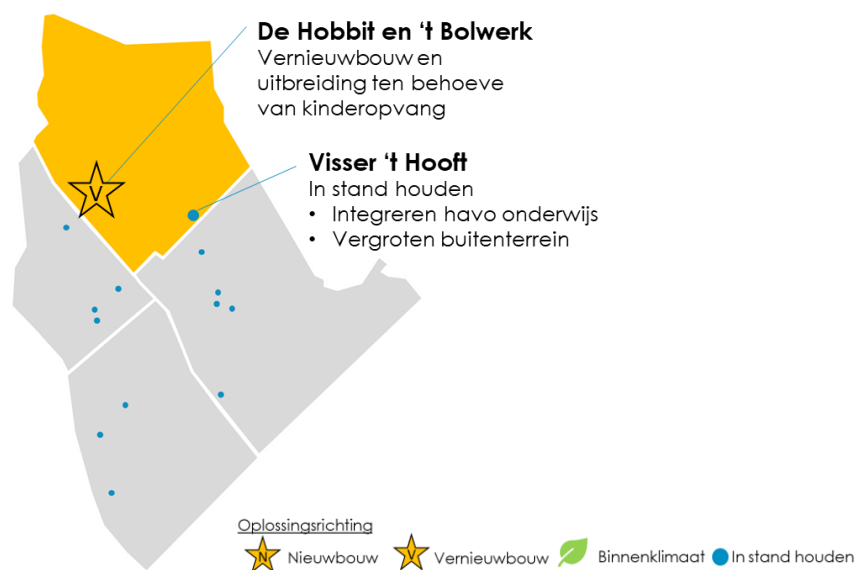 De Hobbit en ‘t Bolwerk
Vernieuwbouw en
uitbreiding ten behoeve
van kinderopvang
Visser ‘t Hooft
In stand houden
• Integreren havo onderwijs
• Vergroten buitenterrein
V
Oplossingsrichting
N Nieuwbouw V Vernieuwbouw Binnenklimaat In stand houden